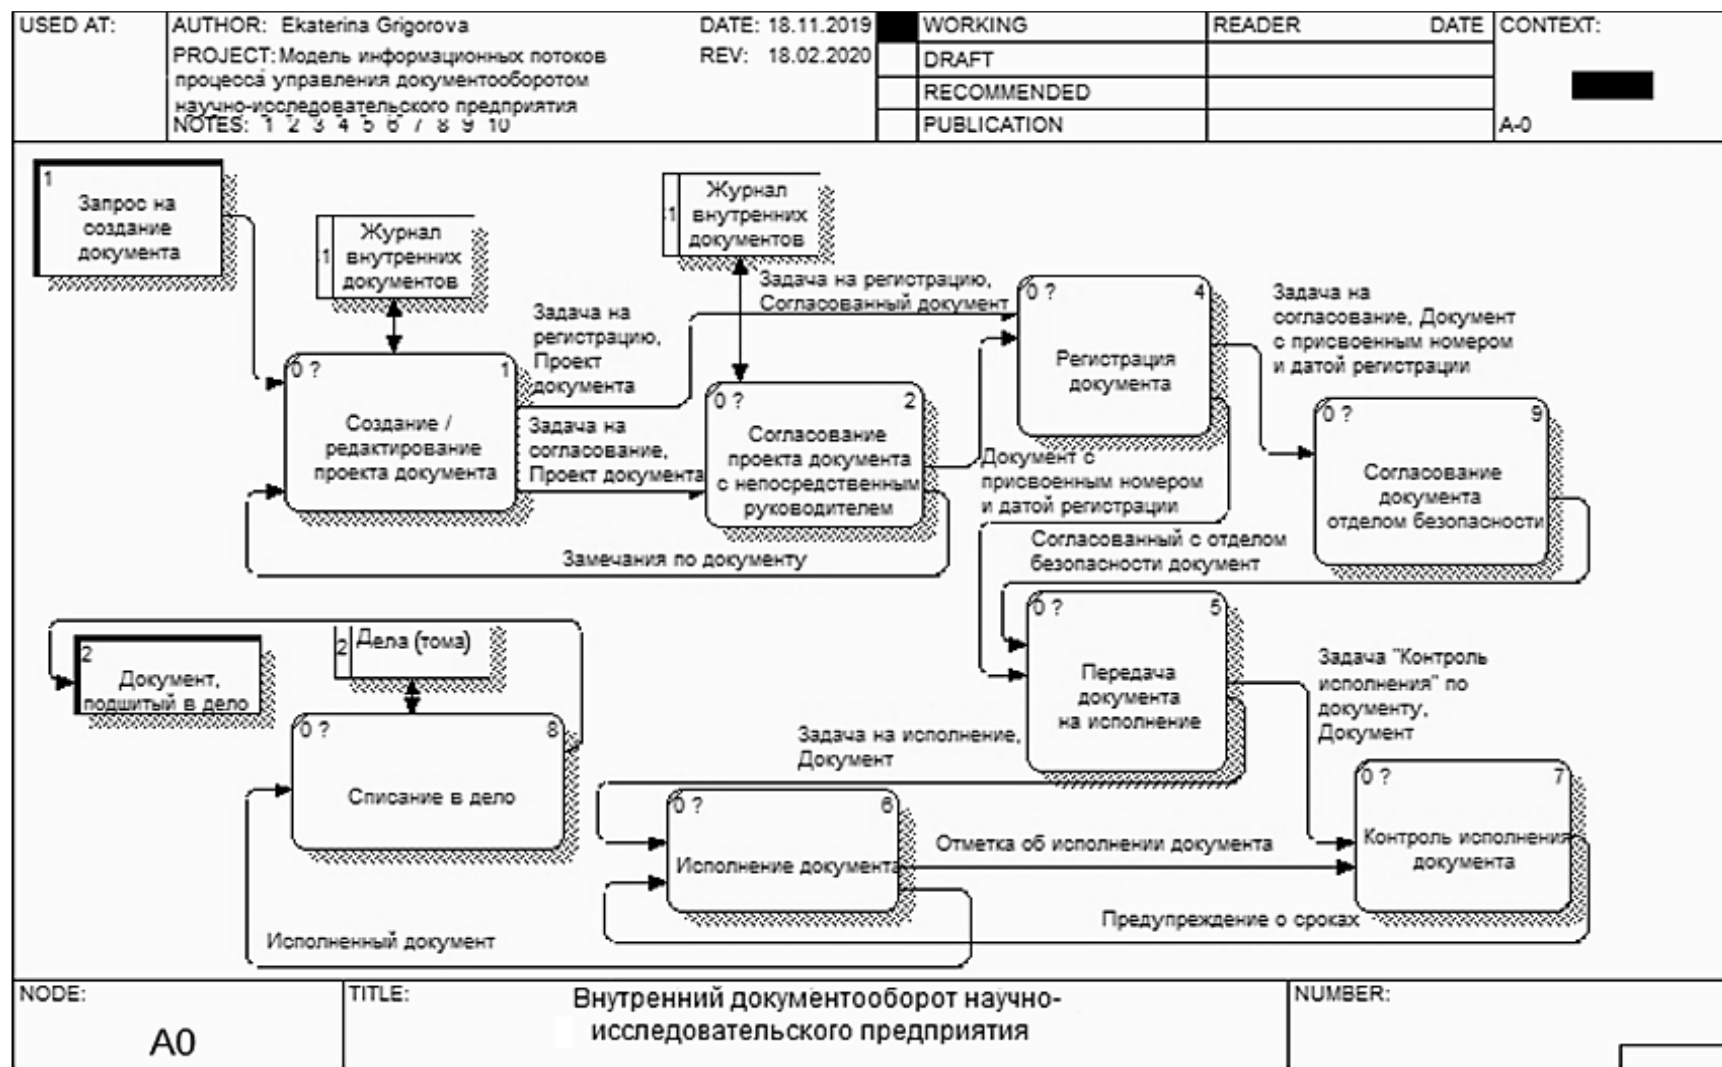 USED AT:
AUTHOR: Ekaterina Grigorova
DATE: 18.11.2019
PROJECT: Модель информационных потоков
процесса управления документооборотом
научно-исследовательского предприятия
REV: 18.02.2020
NOTES: 1 2 3 4 5 6 7 8 9 10
WORKING
DRAFT
RECOMMENDED
PUBLICATION
READER
DATE
CONTEXT:
A-0
1
Запрос на
создание
документа
1
Журнал
внутренних
документов
1
Журнал
внутренних
документов
Задача на регистрацию,
Согласованный документ
Задача на
регистрацию,
Проект
документа
0 ?
1
Создание /
редактирование
проекта документа
Задача на
согласование,
Проект документа
0 ?
2
Согласование
проекта документа
с непосредственным
руководителем
0 ?
4
Регистрация
документа
Задача на
согласование, Документ
с присвоенным номером
и датой регистрации
0 ?
9
Согласование
документа
отделом безопасности
Документ с
присвоенным номером
и датой регистрации
Замечания по документу
Согласованный с отделом
безопасности документ
2
Документ,
подшитый в дело
2
Дела (тома)
0 ?
5
Передача
документа
на исполнение
Задача "Контроль
исполнения" по
документу,
Документ
0 ?
8
Списание в дело
Задача на исполнение,
Документ
0 ?
6
Исполнение документа
Отметка об исполнении документа
0 ?
7
Контроль исполнения
документа
Предупреждение о сроках
Исполненный документ
NODE:
A0
TITLE:
Внутренний документооборот научно-
исследовательского предприятия
NUMBER: